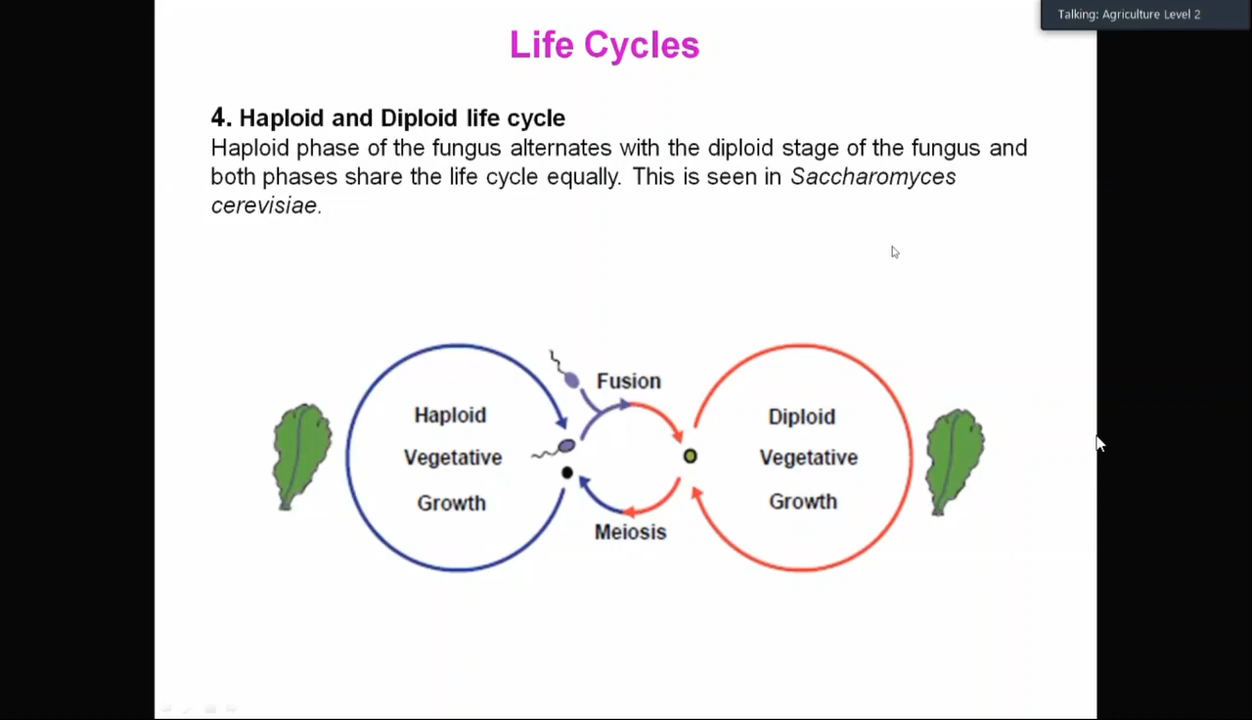 Talking: Agriculture Level 2
Life Cycles
4. Haploid and Diploid life cycle
Haploid phase of the fungus alternates with the diploid stage of the fungus and
both phases share the life cycle equally. This is seen in Saccharomyces
cerevisiae.
Fusion
Haploid
Vegetative
Growth
Diploid
Vegetative
Growth
Meiosis